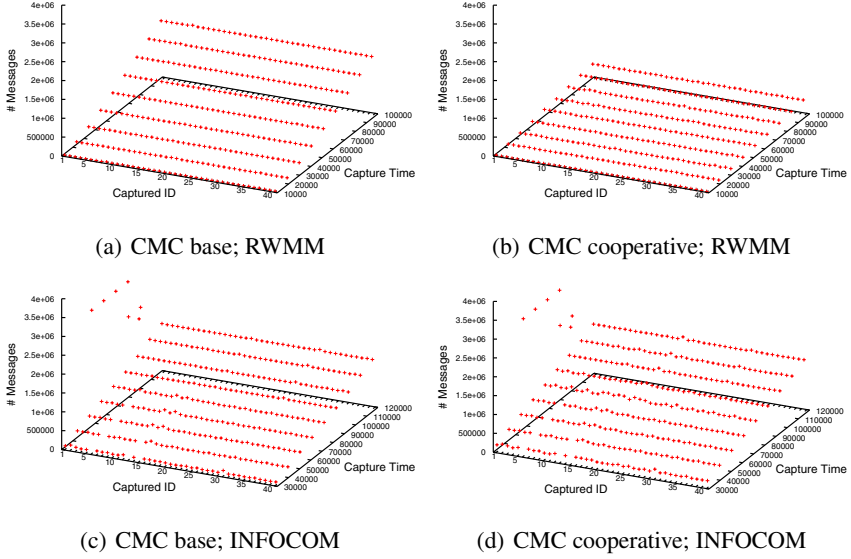 4e+06
3.5e+06
3e+06
2.5e+06
2e+06
1.5e+06
1e+06
500000
0
# Messages
1 5 10 15 20 25 30 35 40
Captured ID
10000 20000 30000 40000 50000 60000 70000 80000 90000 100000
Capture Time
(a) CMC base; RWMM
4e+06
3.5e+06
3e+06
2.5e+06
2e+06
1.5e+06
1e+06
500000
0
# Messages
1 5 10 15 20 25 30 35 40
Captured ID
10000 20000 30000 40000 50000 60000 70000 80000 90000 100000
Capture Time
(b) CMC cooperative; RWMM
4e+06
3.5e+06
3e+06
2.5e+06
2e+06
1.5e+06
1e+06
500000
0
# Messages
1 5 10 15 20 25 30 35 40
Captured ID
30000 40000 50000 60000 70000 80000 90000 100000 110000 120000
Capture Time
(c) CMC base; INFOCOM
4e+06
3.5e+06
3e+06
2.5e+06
2e+06
1.5e+06
1e+06
500000
0
# Messages
1 5 10 15 20 25 30 35 40
Captured ID
30000 40000 50000 60000 70000 80000 90000 100000 110000 120000
Capture Time
(d) CMC cooperative; INFOCOM